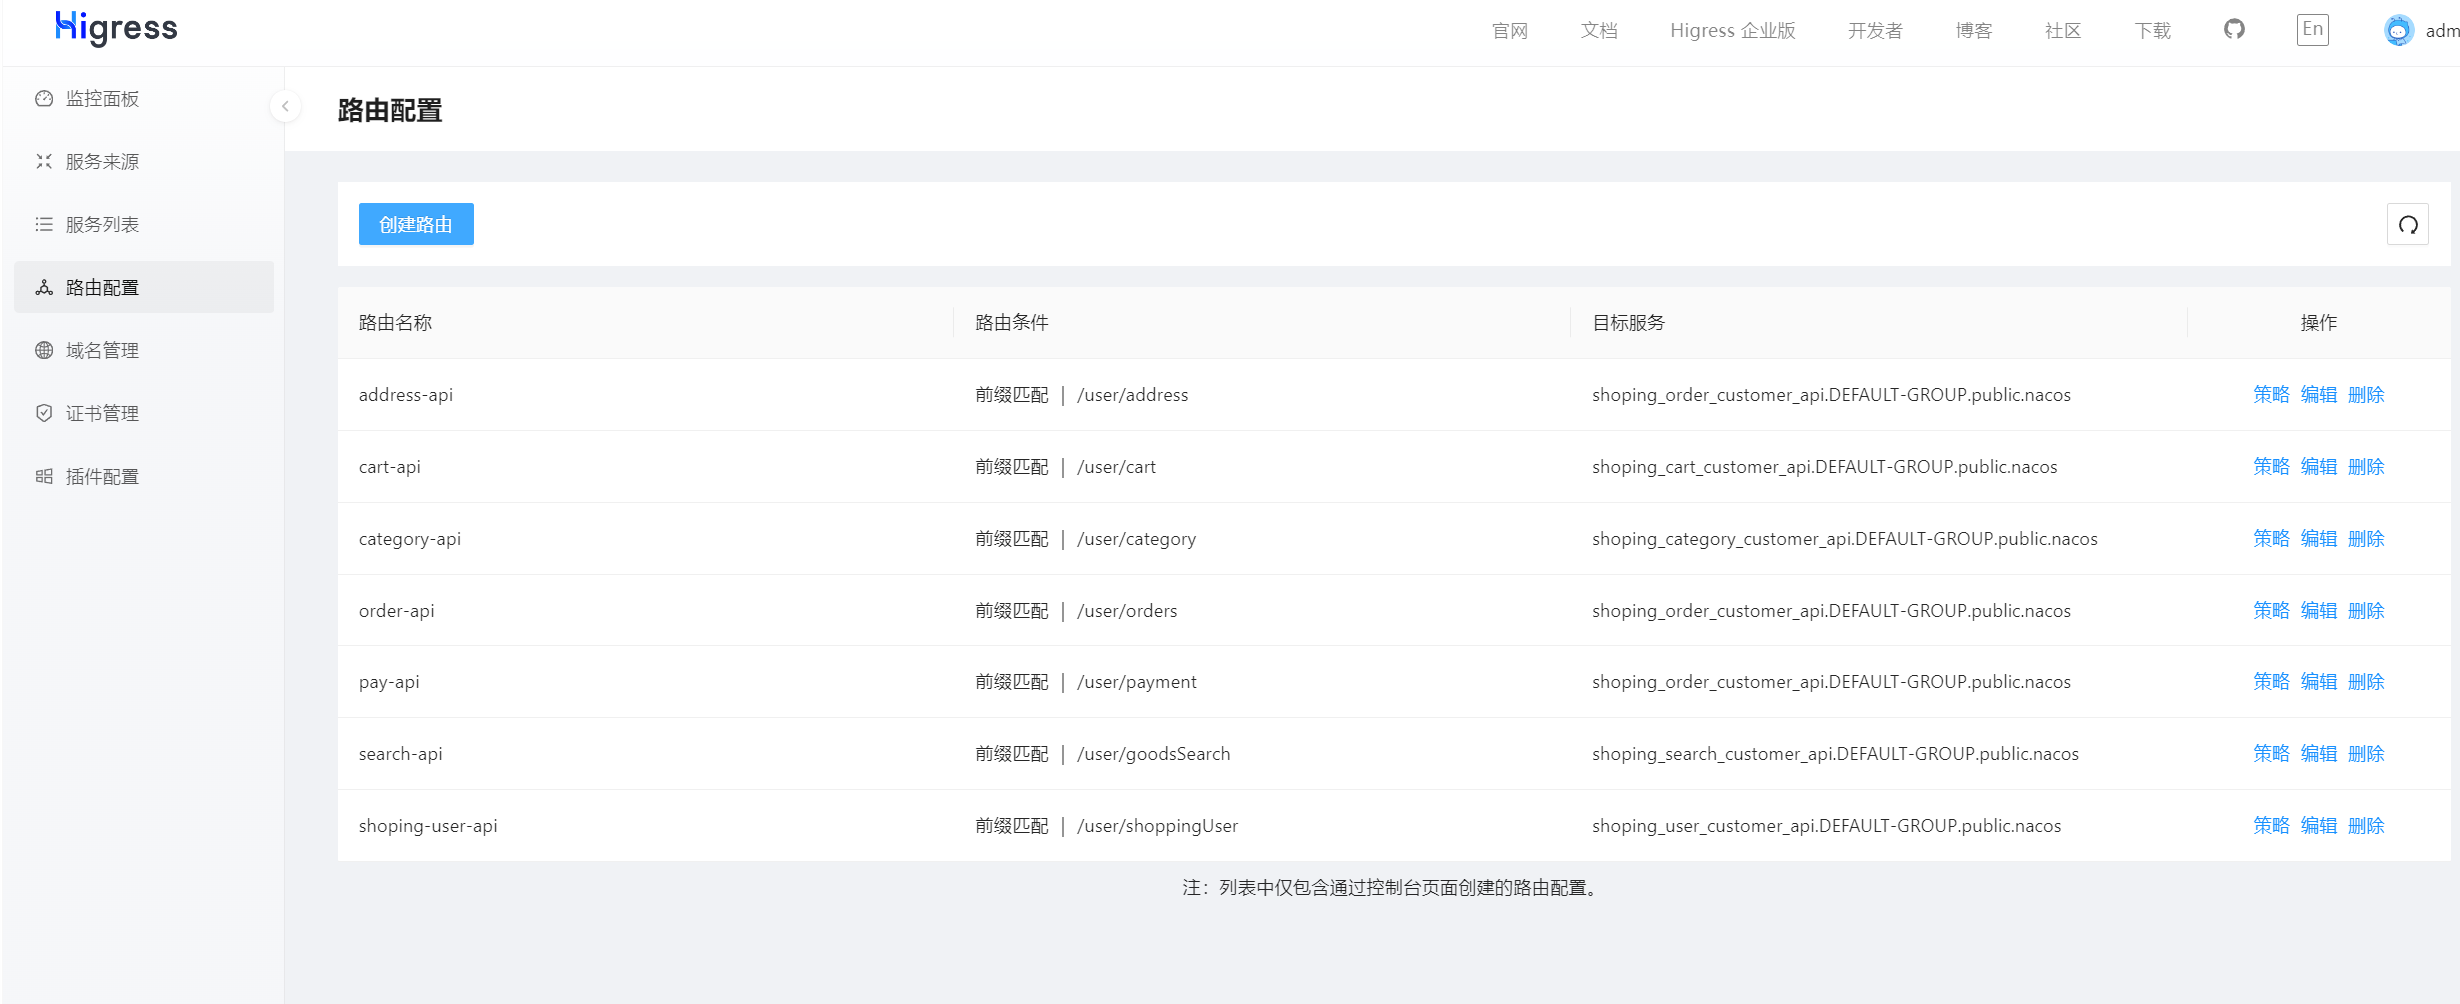 Higress
官网 文档 Higress 企业版 开发者 博客 社区 下载 En adm
监控面板
服务来源
服务列表
路由配置
域名管理
证书管理
插件配置
路由配置
创建路由
路由名称 路由条件 目标服务 操作
address-api 前缀匹配 | /user/address shoping_order_customer_api.DEFAULT-GROUP.public.nacos 策略 编辑 删除
cart-api 前缀匹配 | /user/cart shoping_cart_customer_api.DEFAULT-GROUP.public.nacos 策略 编辑 删除
category-api 前缀匹配 | /user/category shoping_category_customer_api.DEFAULT-GROUP.public.nacos 策略 编辑 删除
order-api 前缀匹配 | /user/orders shoping_order_customer_api.DEFAULT-GROUP.public.nacos 策略 编辑 删除
pay-api 前缀匹配 | /user/payment shoping_order_customer_api.DEFAULT-GROUP.public.nacos 策略 编辑 删除
search-api 前缀匹配 | /user/goodsSearch shoping_search_customer_api.DEFAULT-GROUP.public.nacos 策略 编辑 删除
shoping-user-api 前缀匹配 | /user/shoppingUser shoping_user_customer_api.DEFAULT-GROUP.public.nacos 策略 编辑 删除
注：列表中仅包含通过控制台页面创建的路由配置。